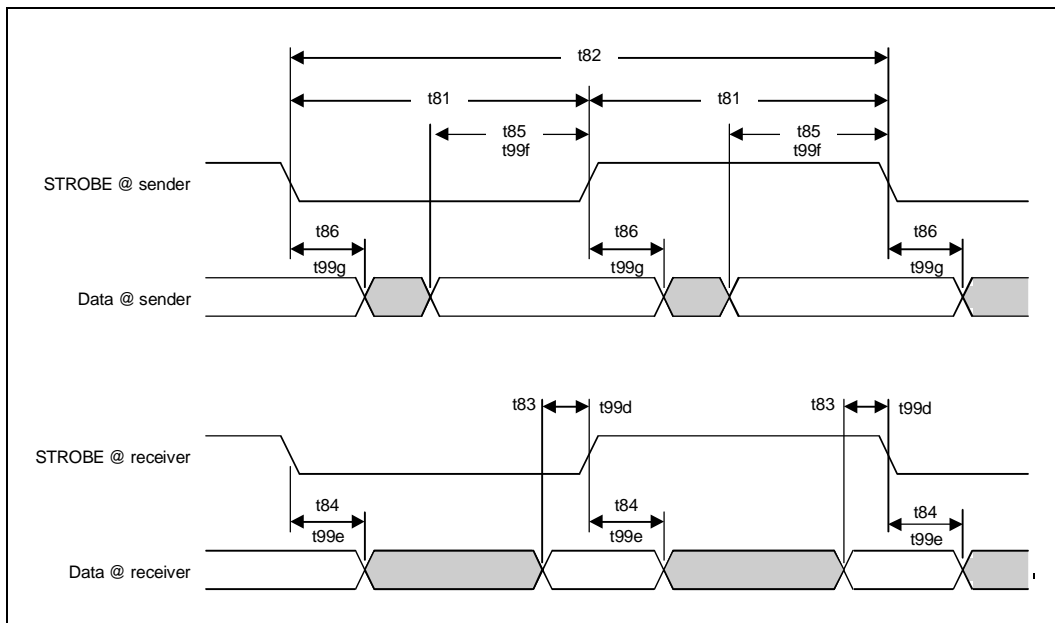 t82
t81 t81
t85 t85
t99f t99f
STROBE @ sender
t86 t86 t86
t99g t99g t99g
Data @ sender
t83 t99d t83 t99d
STROBE @ receiver
t84 t84 t84
t99e t99e t99e
Data @ receiver